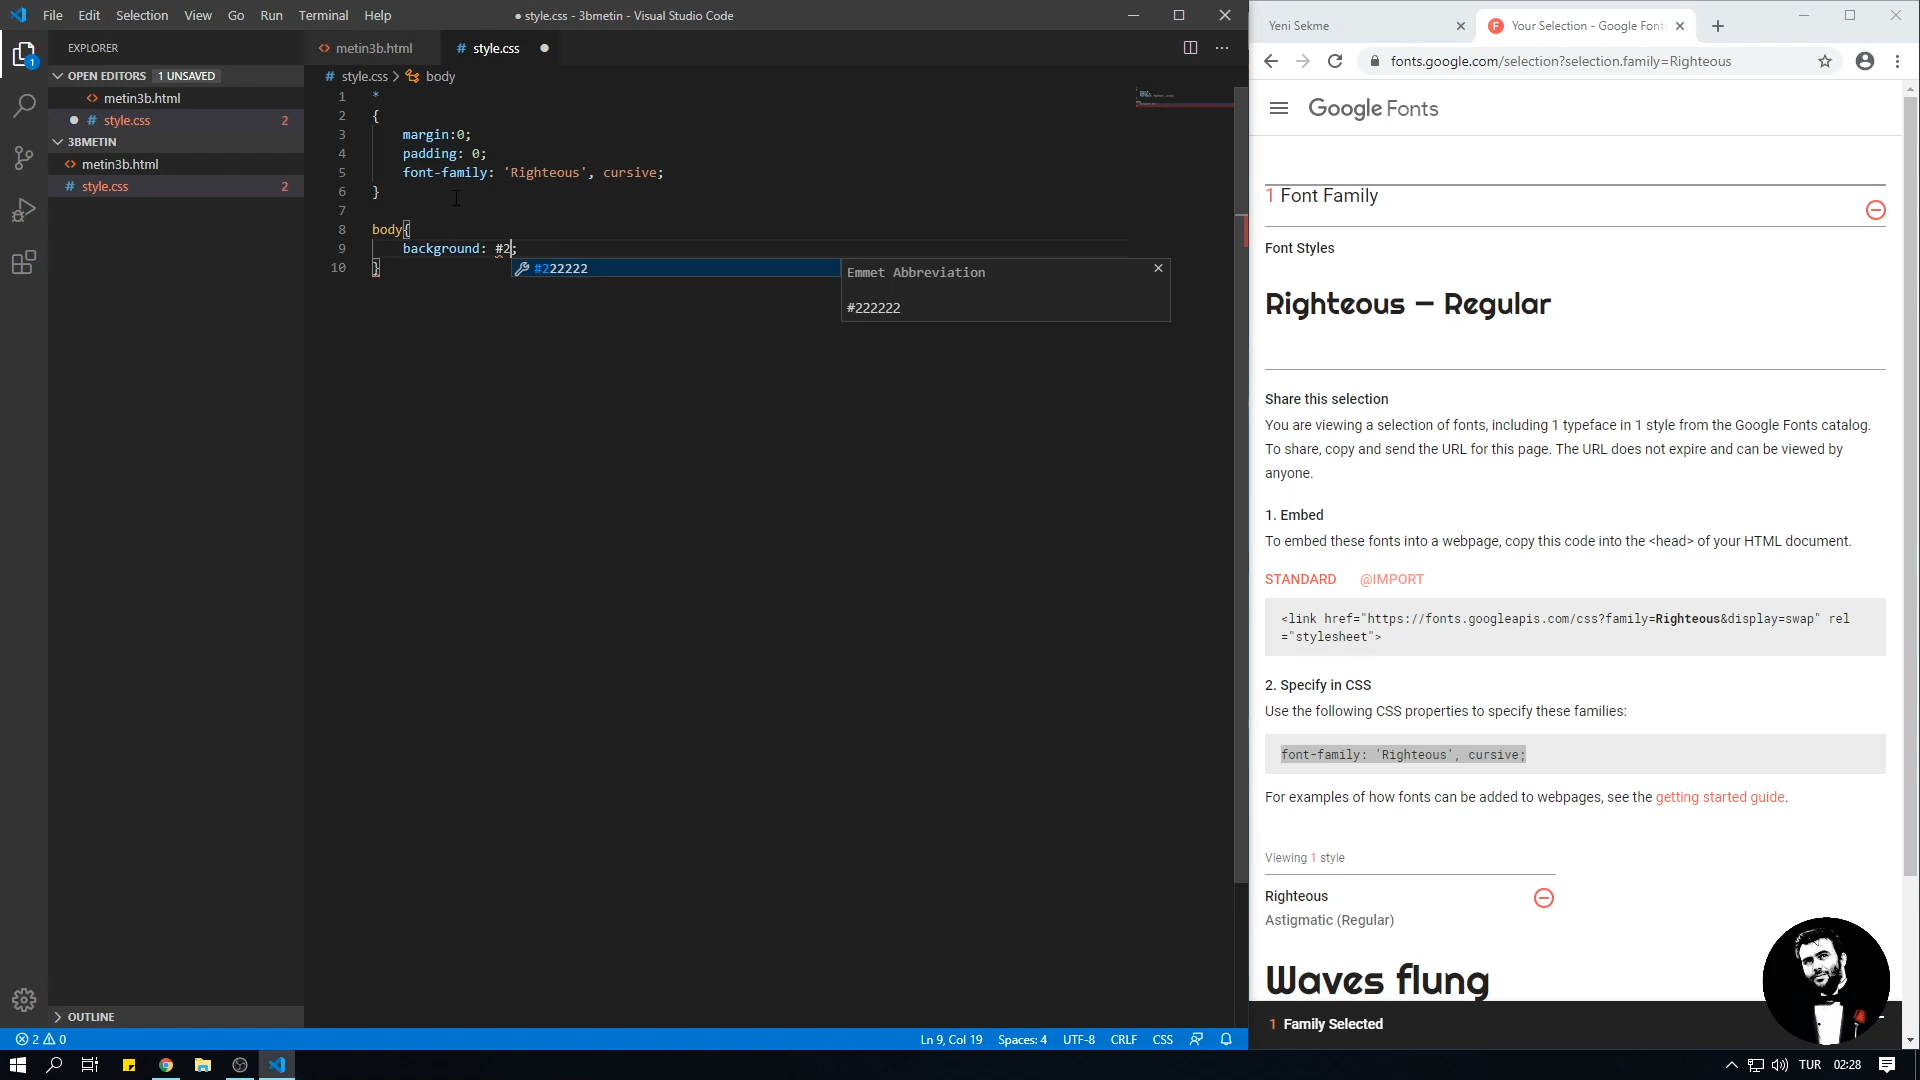 File Edit Selection View Go Run Terminal Help
● style.css - 3bmetin - Visual Studio Code
EXPLORER
OPEN EDITORS 1 UNSAVED
<> metin3b.html
● # style.css 2
3BMETIN
<> metin3b.html
# style.css 2
OUTLINE
<> metin3b.html
# style.css ●
# style.css > body
1 *
2 {
3 margin:0;
4 padding: 0;
5 font-family: 'Righteous', cursive;
6 }
7
8 body{
9 background: #2;
10 }
#222222
Emmet Abbreviation
#222222
1
2 0
Ln 9, Col 19 Spaces: 4 UTF-8 CRLF CSS
Yeni Sekme
F Your Selection - Google Font
fonts.google.com/selection?selection.family=Righteous
Google Fonts
1 Font Family
Font Styles
Righteous – Regular
Share this selection
You are viewing a selection of fonts, including 1 typeface in 1 style from the Google Fonts catalog.
To share, copy and send the URL for this page. The URL does not expire and can be viewed by
anyone.
1. Embed
To embed these fonts into a webpage, copy this code into the <head> of your HTML document.
STANDARD @IMPORT
<link href="https://fonts.googleapis.com/css?family=Righteous&display=swap" rel
="stylesheet">
2. Specify in CSS
Use the following CSS properties to specify these families:
font-family: 'Righteous', cursive;
For examples of how fonts can be added to webpages, see the getting started guide.
Viewing 1 style
Righteous
Astigmatic (Regular)
Waves flung
1 Family Selected
TUR 02:28